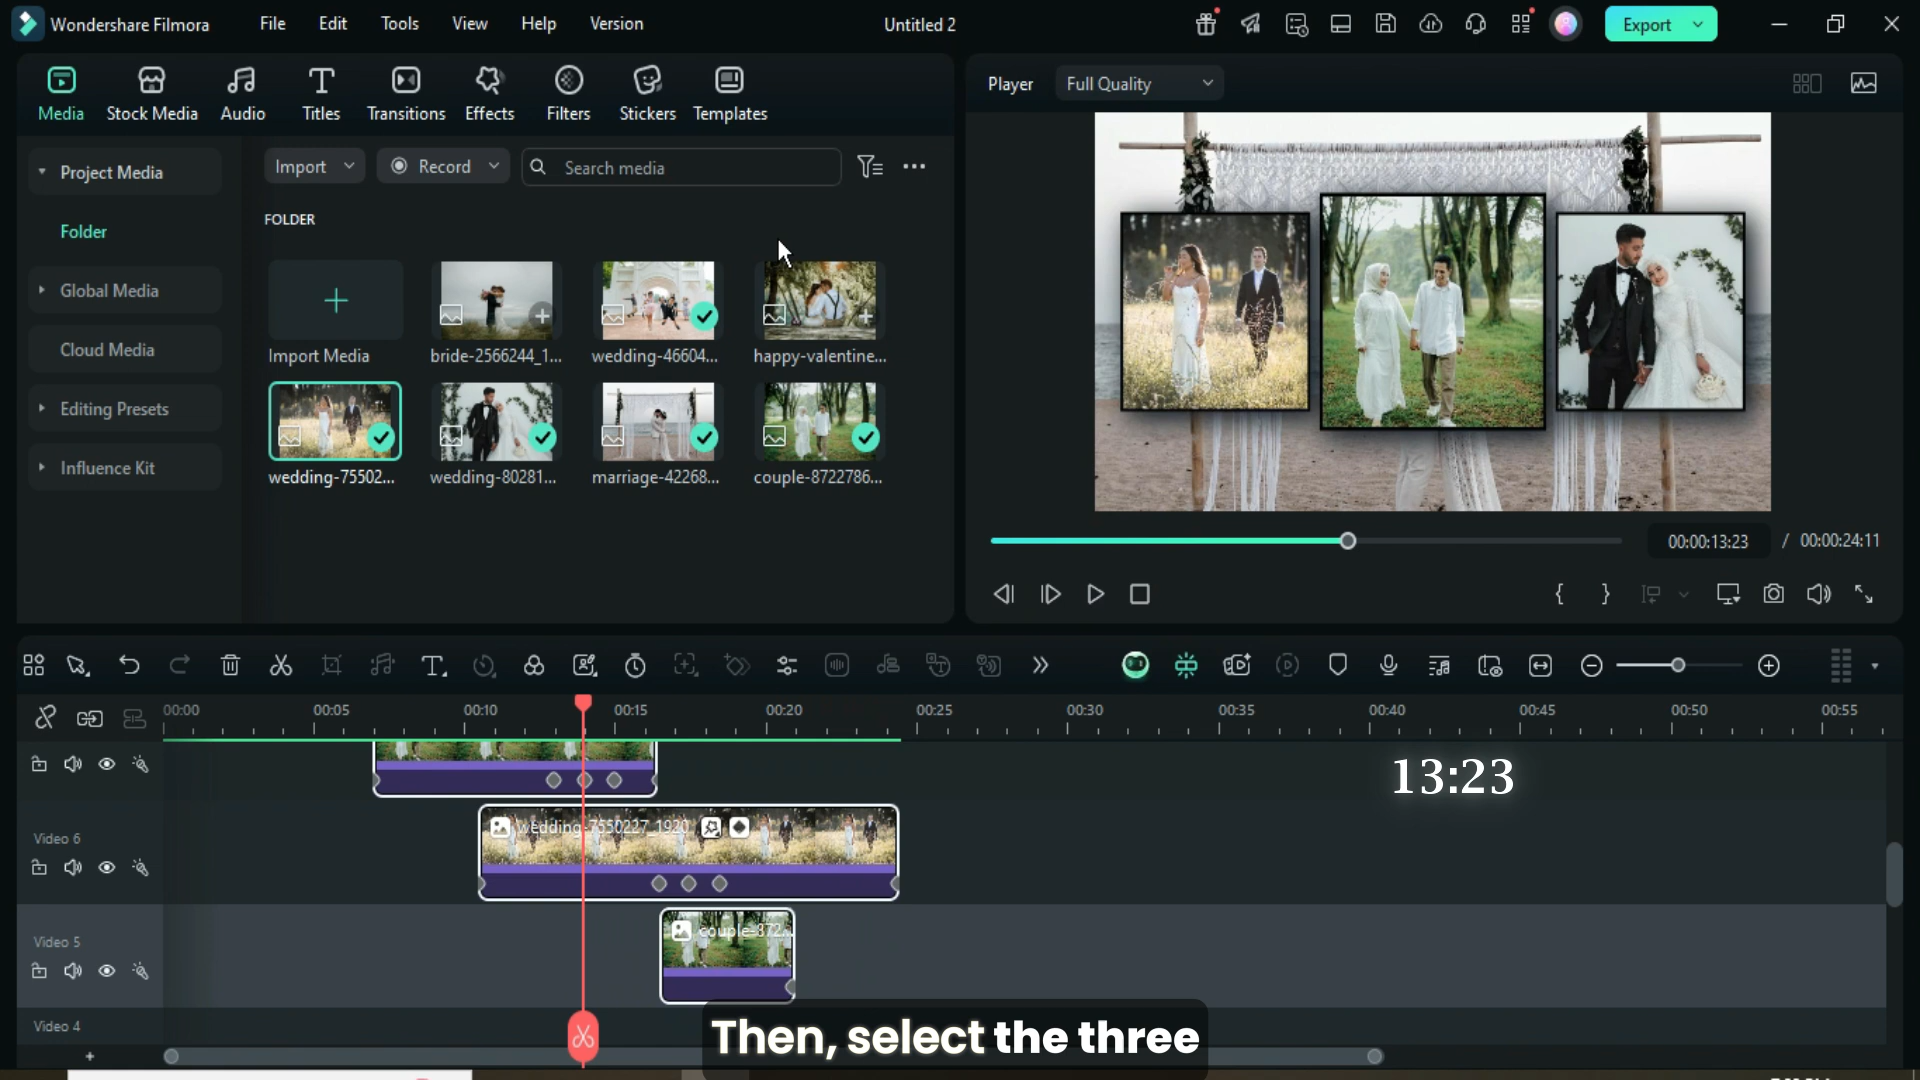 Wondershare Filmora File Edit Tools View Help Version Untitled 2 Export
Media Stock Media Audio Titles Transitions Effects Filters Stickers Templates
Player Full Quality
Project Media
Folder
Global Media
Cloud Media
Editing Presets
Influence Kit
Import Record Search media
FOLDER
Import Media bride-2566244_1... wedding-46604... happy-valentine...
wedding-75502... wedding-80281... marriage-42268... couple-8722786...
00:00:13:23 / 00:00:24:11
00:00 00:05 00:10 00:15 00:20 00:25 00:30 00:35 00:40 00:45 00:50 00:55
13:23
Video 6
wedding-7550227_1920
Video 5
couple-872...
Video 4
Then, select the three